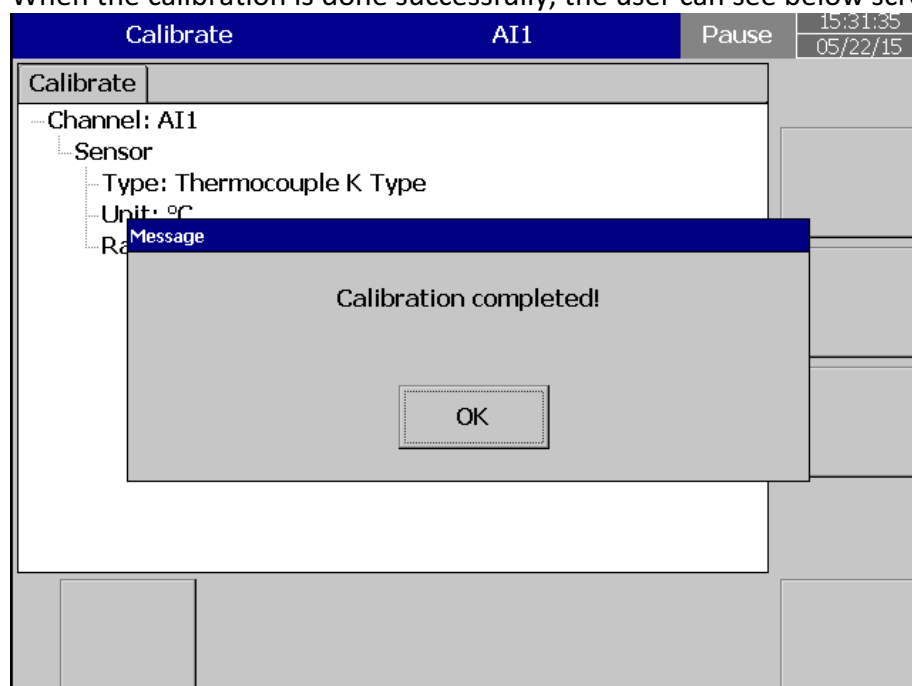 When the calibration is done successfully, the user can see below
Calibrate AI1 Pause 15:31:35
05/22/15
Calibrate
Channel: AI1
Sensor
Type: Thermocouple K Type
Unit: °C
Message
Calibration completed!
OK